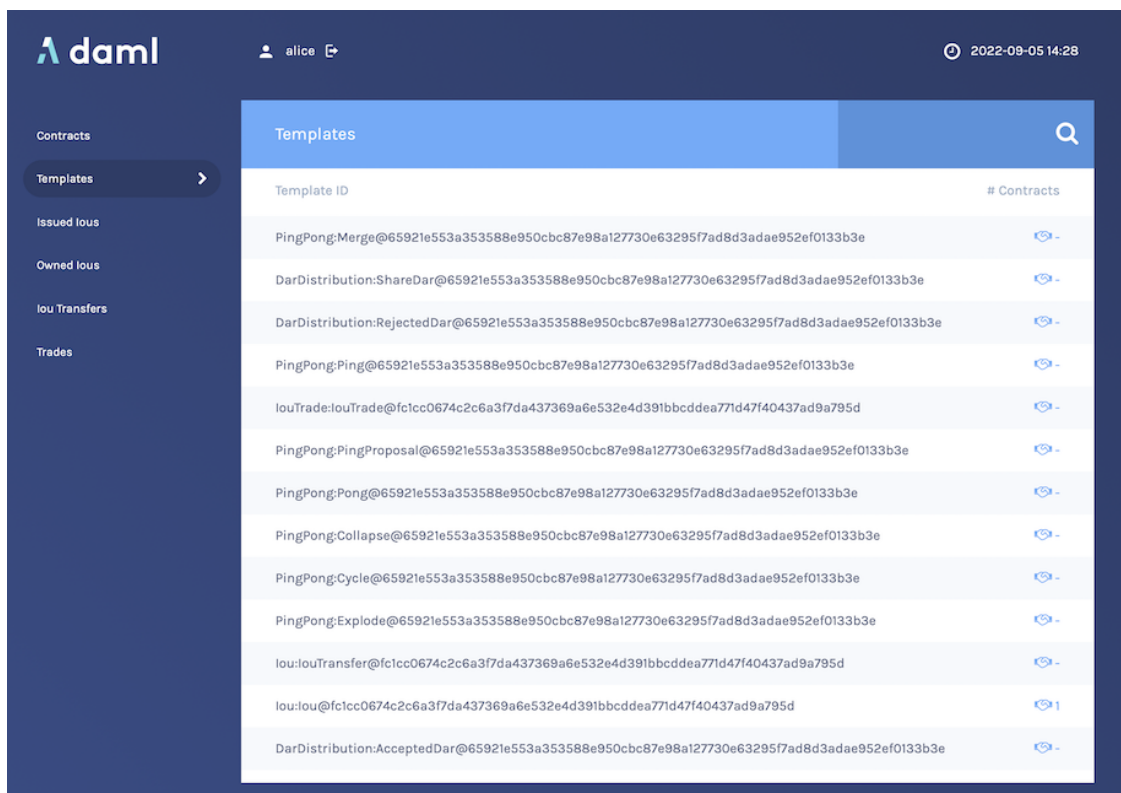 daml
alice
2022-09-05 14:28
Contracts
Templates
Issued Ious
Owned Ious
Iou Transfers
Trades
Templates
Template ID # Contracts
PingPong:Merge@65921e553a353588e950cbc87e98a127730e63295f7ad8d3adae952ef0133b3e -
DarDistribution:ShareDar@65921e553a353588e950cbc87e98a127730e63295f7ad8d3adae952ef0133b3e -
DarDistribution:RejectedDar@65921e553a353588e950cbc87e98a127730e63295f7ad8d3adae952ef0133b3e -
PingPong:Ping@65921e553a353588e950cbc87e98a127730e63295f7ad8d3adae952ef0133b3e -
IouTrade:IouTrade@fc1cc0674c2c6a3f7da437369a6e532e4d391bbcddea771d47f40437ad9a795d -
PingPong:PingProposal@65921e553a353588e950cbc87e98a127730e63295f7ad8d3adae952ef0133b3e -
PingPong:Pong@65921e553a353588e950cbc87e98a127730e63295f7ad8d3adae952ef0133b3e -
PingPong:Collapse@65921e553a353588e950cbc87e98a127730e63295f7ad8d3adae952ef0133b3e -
PingPong:Cycle@65921e553a353588e950cbc87e98a127730e63295f7ad8d3adae952ef0133b3e -
PingPong:Explode@65921e553a353588e950cbc87e98a127730e63295f7ad8d3adae952ef0133b3e -
Iou:IouTransfer@fc1cc0674c2c6a3f7da437369a6e532e4d391bbcddea771d47f40437ad9a795d -
Iou:Iou@fc1cc0674c2c6a3f7da437369a6e532e4d391bbcddea771d47f40437ad9a795d 1
DarDistribution:AcceptedDar@65921e553a353588e950cbc87e98a127730e63295f7ad8d3adae952ef0133b3e -